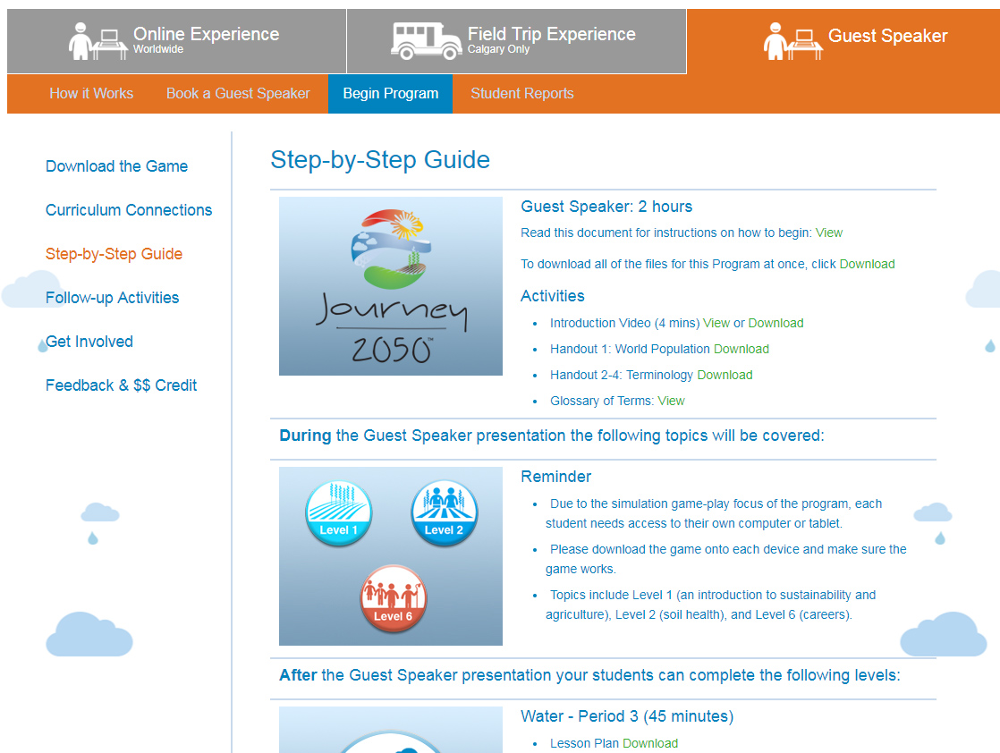 Online Experience
Worldwide
Field Trip Experience
Calgary Only
Guest Speaker
How it Works
Book a Guest Speaker
Begin Program
Student Reports
Download the Game
Curriculum Connections
Step-by-Step Guide
Follow-up Activities
Get Involved
Feedback & $$ Credit
Step-by-Step Guide
Journey
2050™
Guest Speaker: 2 hours
Read this document for instructions on how to begin: View
To download all of the files for this Program at once, click Download
Activities
• Introduction Video (4 mins) View or Download
• Handout 1: World Population Download
• Handout 2-4: Terminology Download
• Glossary of Terms: View
During the Guest Speaker presentation the following topics will be covered:
Level 1
Level 2
Level 6
Reminder
• Due to the simulation game-play focus of the program, each
student needs access to their own computer or tablet.
• Please download the game onto each device and make sure the
game works.
• Topics include Level 1 (an introduction to sustainability and
agriculture), Level 2 (soil health), and Level 6 (careers).
After the Guest Speaker presentation your students can complete the following levels:
Water - Period 3 (45 minutes)
• Lesson Plan Download